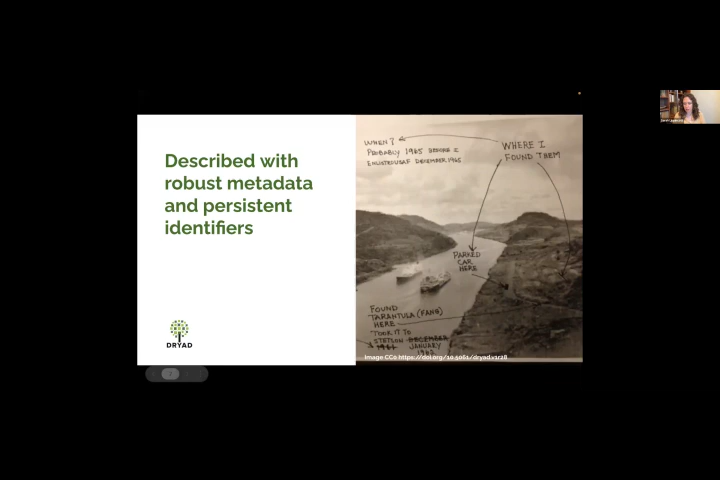 Described with
robust metadata
and persistent
identifiers
DRYAD
WHEN?
PROBABLY 1965 BEFORE I
ENLISTED USAF DECEMBER 1965
WHERE I
FOUND THEM
PARKED
CAR
HERE
FOUND
TARANTULA (FANG)
HERE
TOOK IT TO
STETSON DECEMBER
JANUARY
Image CC0 https://doi.org/10.5061/dryad.v1r28